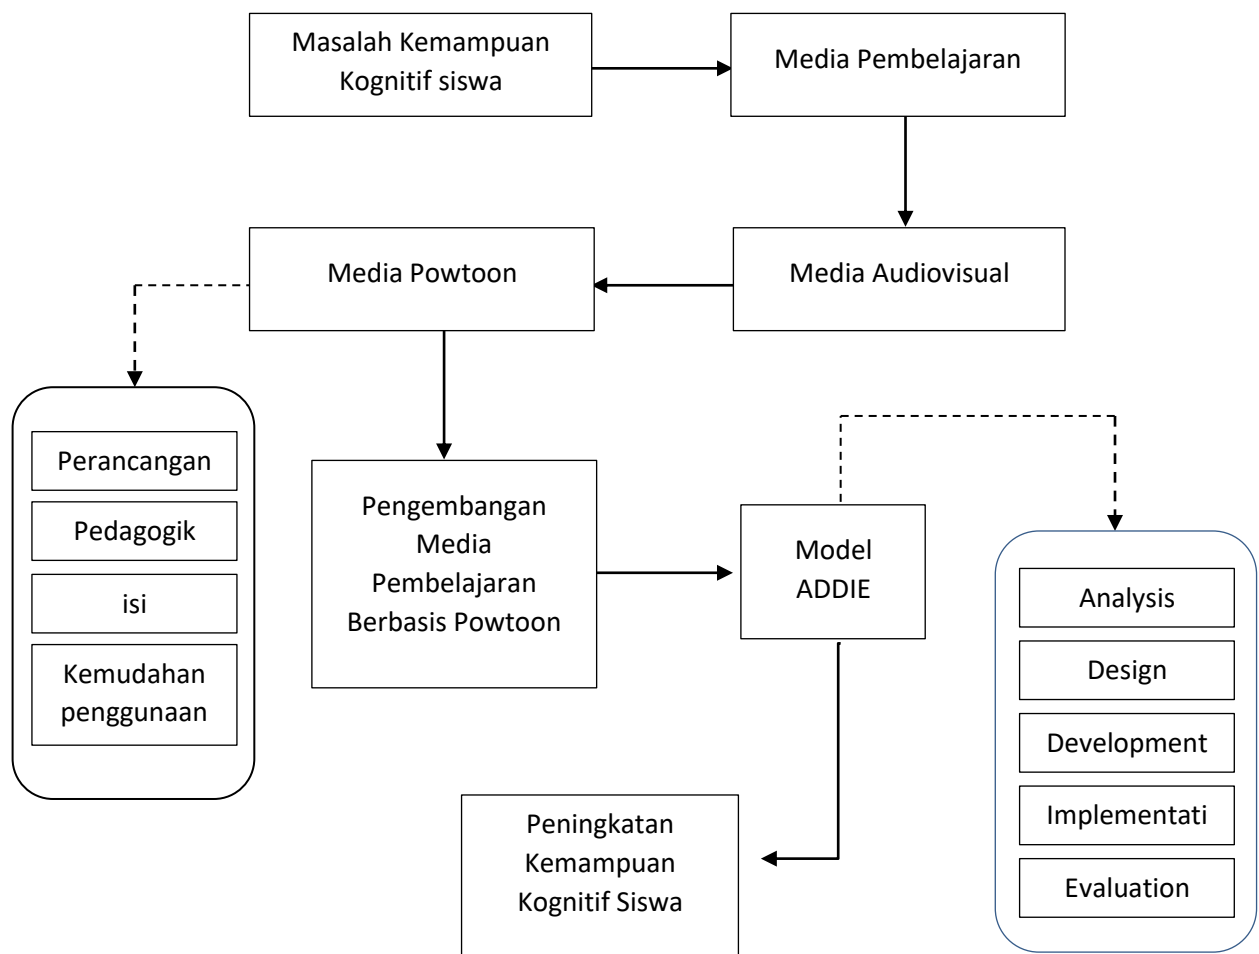 Masalah Kemampuan
Kognitif siswa
Media Pembelajaran
Media Powtoon
Media Audiovisual
Perancangan
Pedagogik
isi
Kemudahan
penggunaan
Pengembangan
Media
Pembelajaran
Berbasis Powtoon
Model
ADDIE
Analysis
Design
Development
Implementati
Evaluation
Peningkatan
Kemampuan
Kognitif Siswa